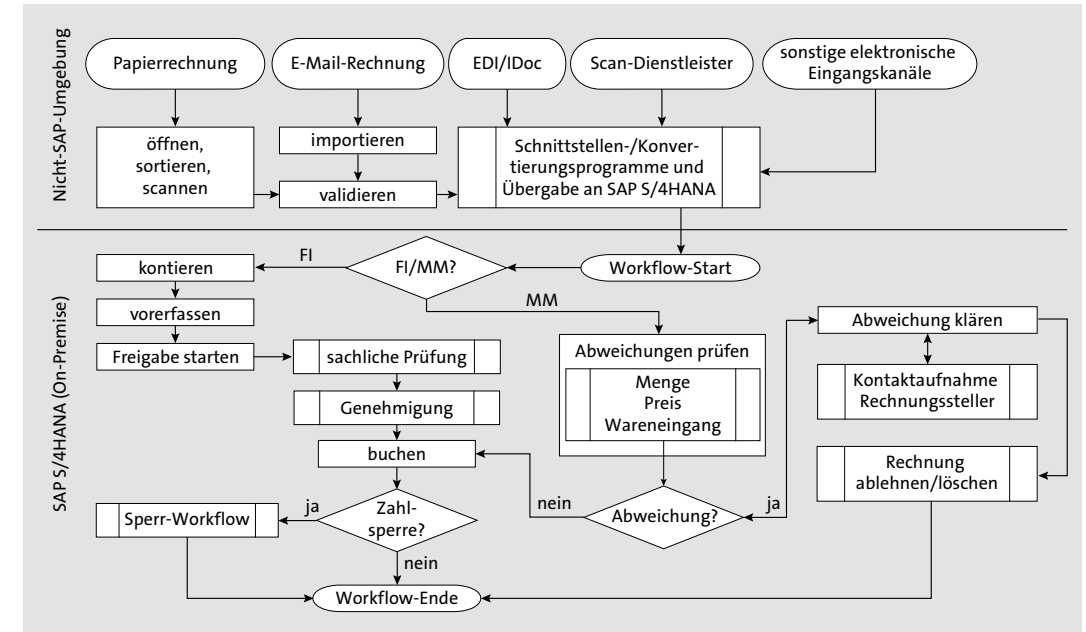 Nicht-SAP-Umgebung
Papierrechnung
E-Mail-Rechnung
EDI/IDoc
Scan-Dienstleister
sonstige elektronische
Eingangskanäle
öffnen,
sortieren,
scannen
importieren
validieren
Schnittstellen-/Konver-
tierungsprogramme und
Übergabe an SAP S/4HANA
SAP S/4HANA (On-Premise)
kontieren
FI
FI/MM?
Workflow-Start
MM
vorerfassen
Freigabe starten
sachliche Prüfung
Genehmigung
buchen
Abweichungen prüfen
Menge
Preis
Wareneingang
Abweichung klären
Kontaktaufnahme
Rechnungssteller
Rechnung
ablehnen/löschen
nein
Abweichung?
ja
Sperr-Workflow
ja
Zahl-
sperre?
nein
Workflow-Ende